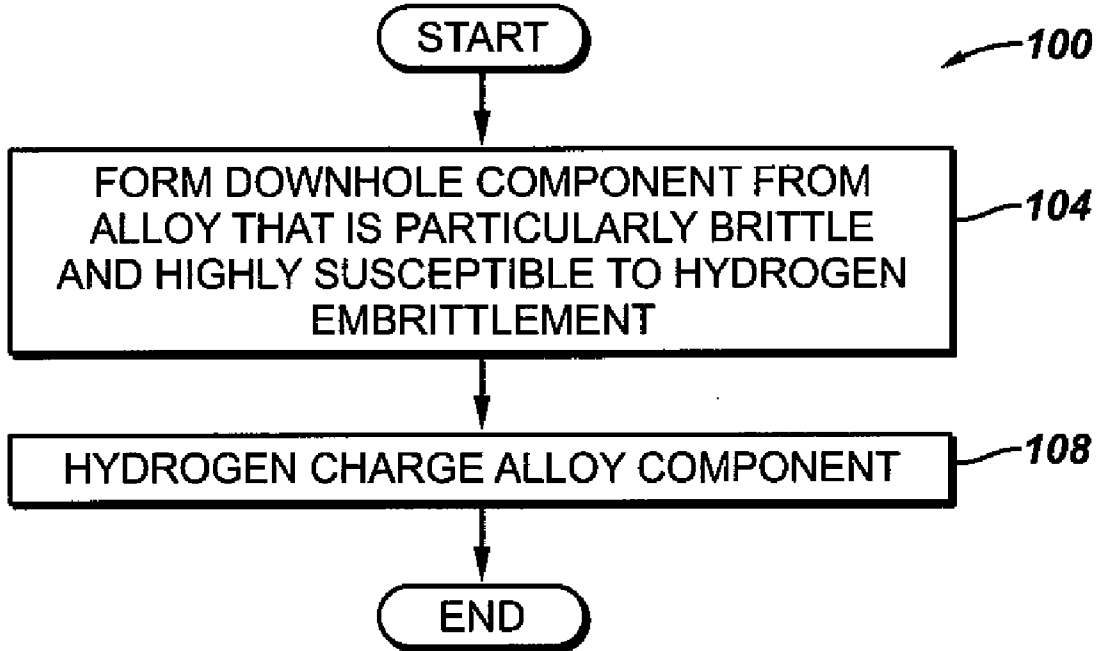 START
100
FORM DOWNHOLE COMPONENT FROM
ALLOY THAT IS PARTICULARLY BRITTLE
AND HIGHLY SUSCEPTIBLE TO HYDROGEN
EMBRITTLEMENT
104
HYDROGEN CHARGE ALLOY COMPONENT
108
END